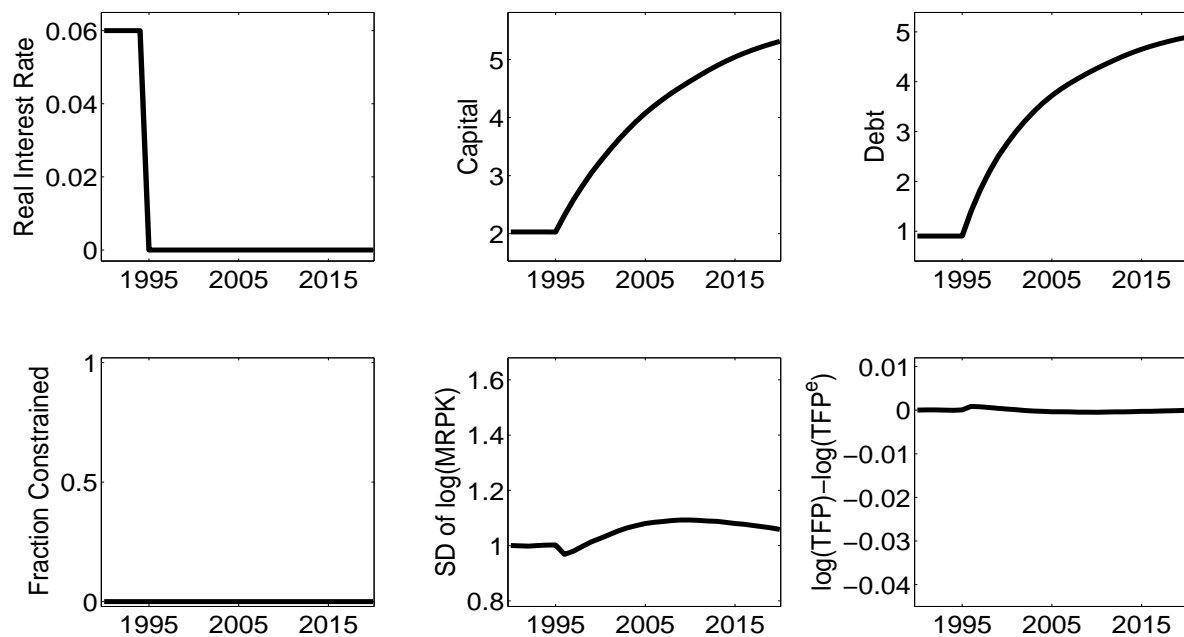 Real Interest Rate
0.06
0.04
0.02
0
1995 2005 2015
Capital
5
4
3
2
1995 2005 2015
Debt
5
4
3
2
1
1995 2005 2015
Fraction Constrained
1
0.5
0
1995 2005 2015
SD of log(MRPK)
1.6
1.4
1.2
1
0.8
1995 2005 2015
log(TFP)−log(TFPᵉ)
0.01
0
−0.01
−0.02
−0.03
−0.04
1995 2005 2015